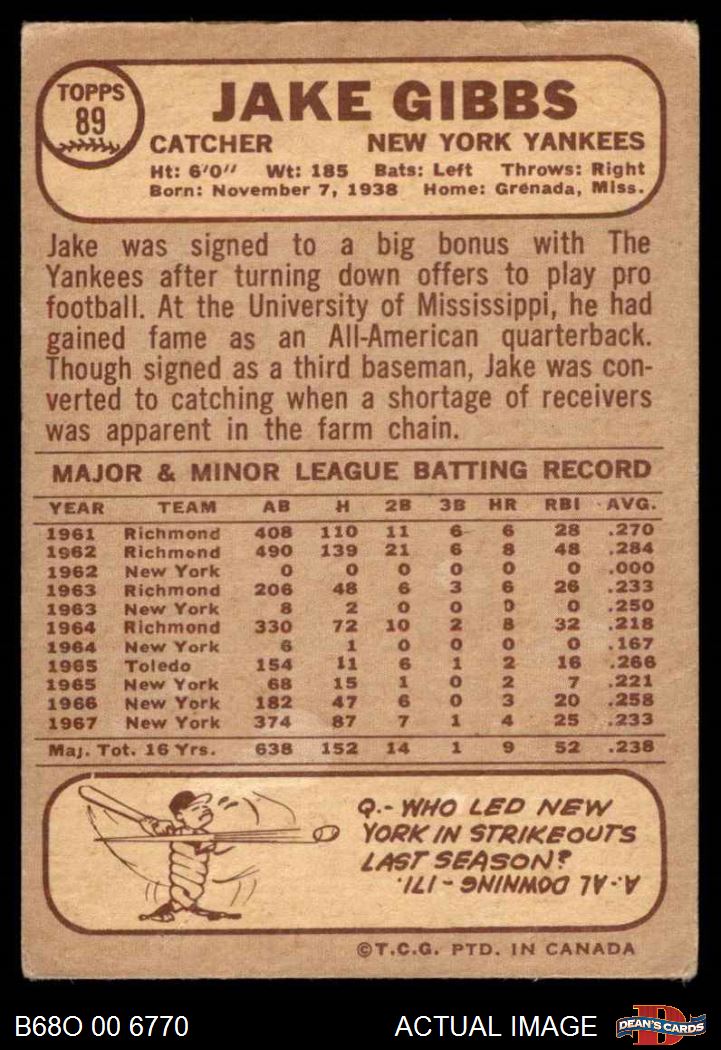 TOPPS
89
JAKE GIBBS
CATCHER NEW YORK YANKEES
Ht: 6'0" Wt: 185 Bats: Left Throws: Right
Born: November 7, 1938 Home: Grenada, Miss.
Jake was signed to a big bonus with The
Yankees after turning down offers to play pro
football. At the University of Mississippi, he had
gained fame as an All-American quarterback.
Though signed as a third baseman, Jake was con-
verted to catching when a shortage of receivers
was apparent in the farm chain.
MAJOR & MINOR LEAGUE BATTING RECORD
YEAR TEAM AB H 2B 3B HR RBI AVG.
1961 Richmond 408 110 11 6 6 28 .270
1962 Richmond 490 139 21 6 8 48 .284
1962 New York 0 0 0 0 0 0 .000
1963 Richmond 206 48 6 3 6 26 .233
1963 New York 8 2 0 0 0 0 .250
1964 Richmond 330 72 10 2 8 32 .218
1964 New York 6 1 0 0 0 0 .167
1965 Toledo 154 11 6 1 2 16 .266
1965 New York 68 15 1 0 2 7 .221
1966 New York 182 47 6 0 3 20 .258
1967 New York 374 87 7 1 4 25 .233
Maj. Tot. 16 Yrs. 638 152 14 1 9 52 .238
Q.- WHO LED NEW
YORK IN STRIKEOUTS
LAST SEASON?
A.- AL DOWNING - 171.
©T.C.G. PTD. IN CANADA
B68O 00 6770 ACTUAL IMAGE DEAN'S CARDS